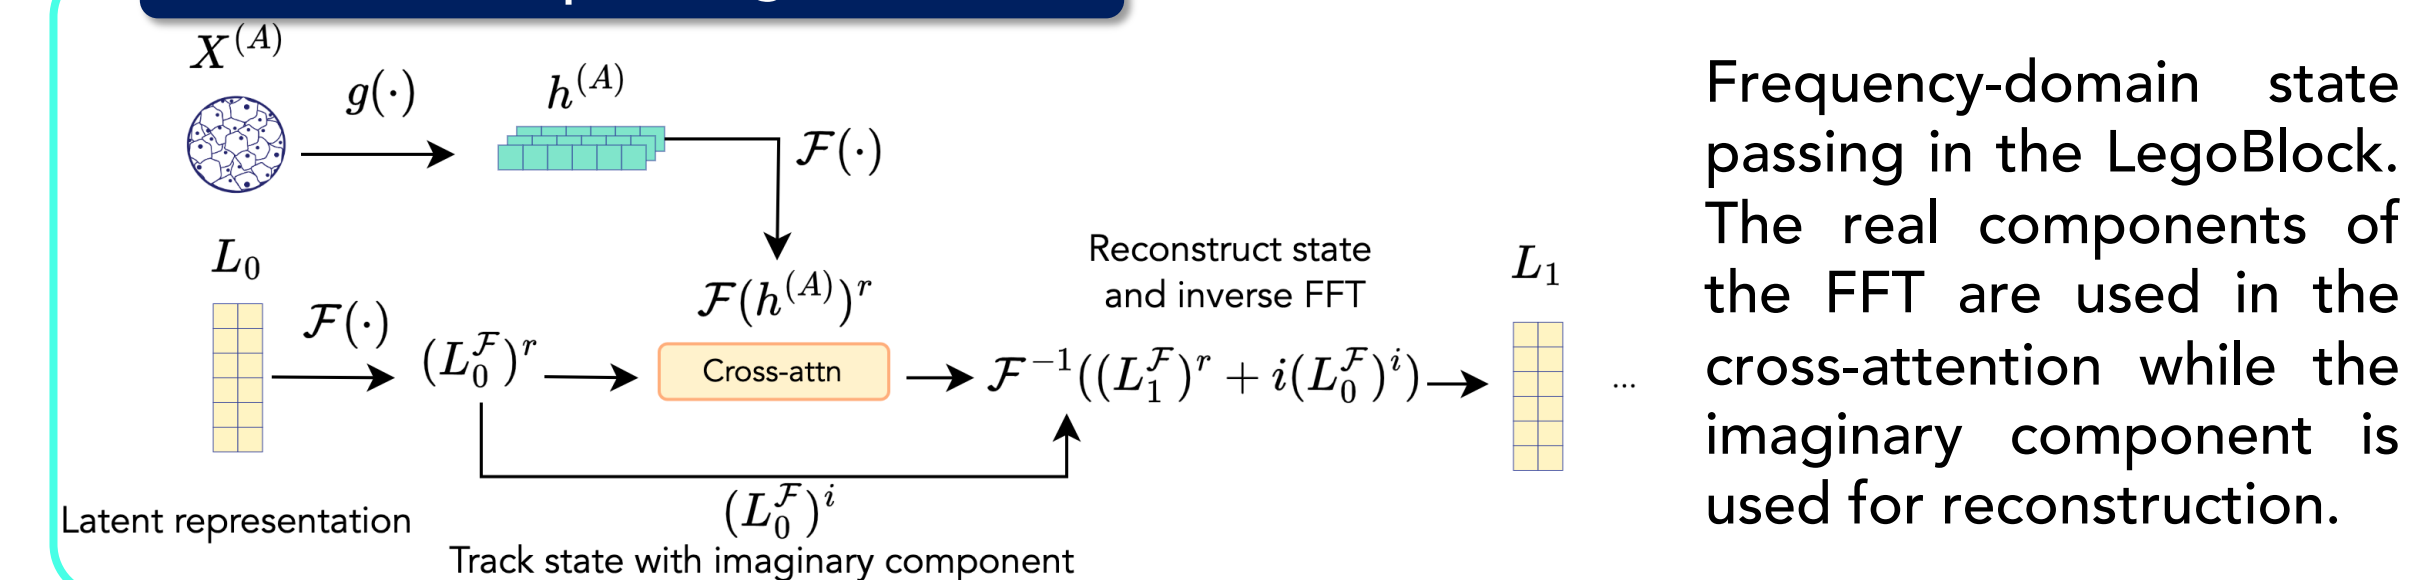 X^{(A)}
g(·)
h^{(A)}
ℱ(·)
L_0
ℱ(·)
(L_0^ℱ)^r
ℱ(h^{(A)})^r
Cross-attn
Reconstruct state
and inverse FFT
ℱ^{-1}((L_1^ℱ)^r + i(L_0^ℱ)^i)
L_1
...
(L_0^ℱ)^i
Latent representation
Track state with imaginary component
Frequency-domain state
passing in the LegoBlock.
The real components of
the FFT are used in the
cross-attention while the
imaginary component is
used for reconstruction.